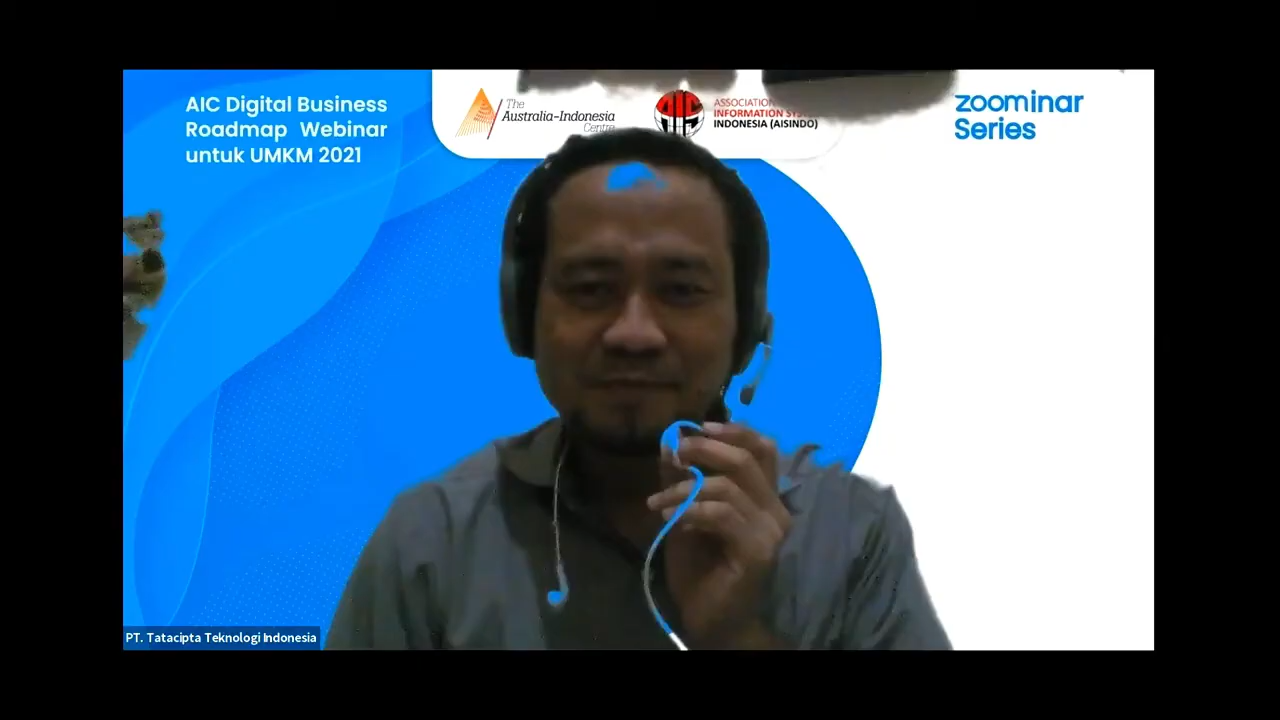 AIC Digital Business
Roadmap Webinar
untuk UMKM 2021
The
Australia-Indonesia
Centre
ASSOCIATION
INFORMATION
INDONESIA (AISINDO)
zoominar
Series
PT. Tatacipta Teknologi Indonesia